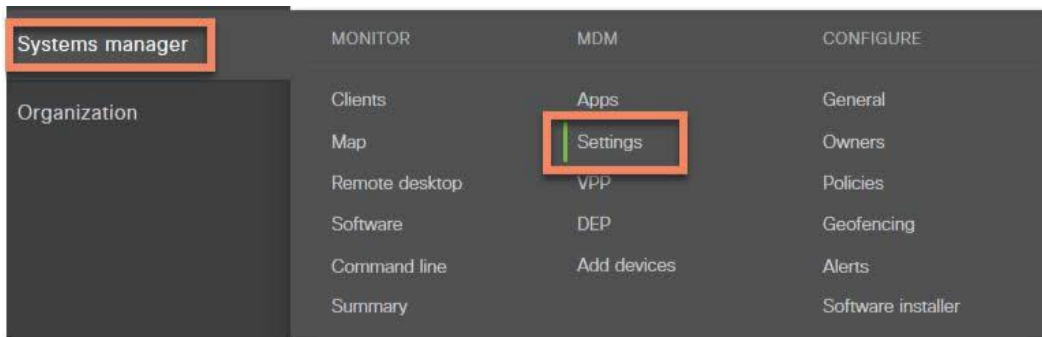 Systems manager
Organization
MONITOR
Clients
Map
Remote desktop
Software
Command line
Summary
MDM
Apps
Settings
VPP
DEP
Add devices
CONFIGURE
General
Owners
Policies
Geofencing
Alerts
Software installer